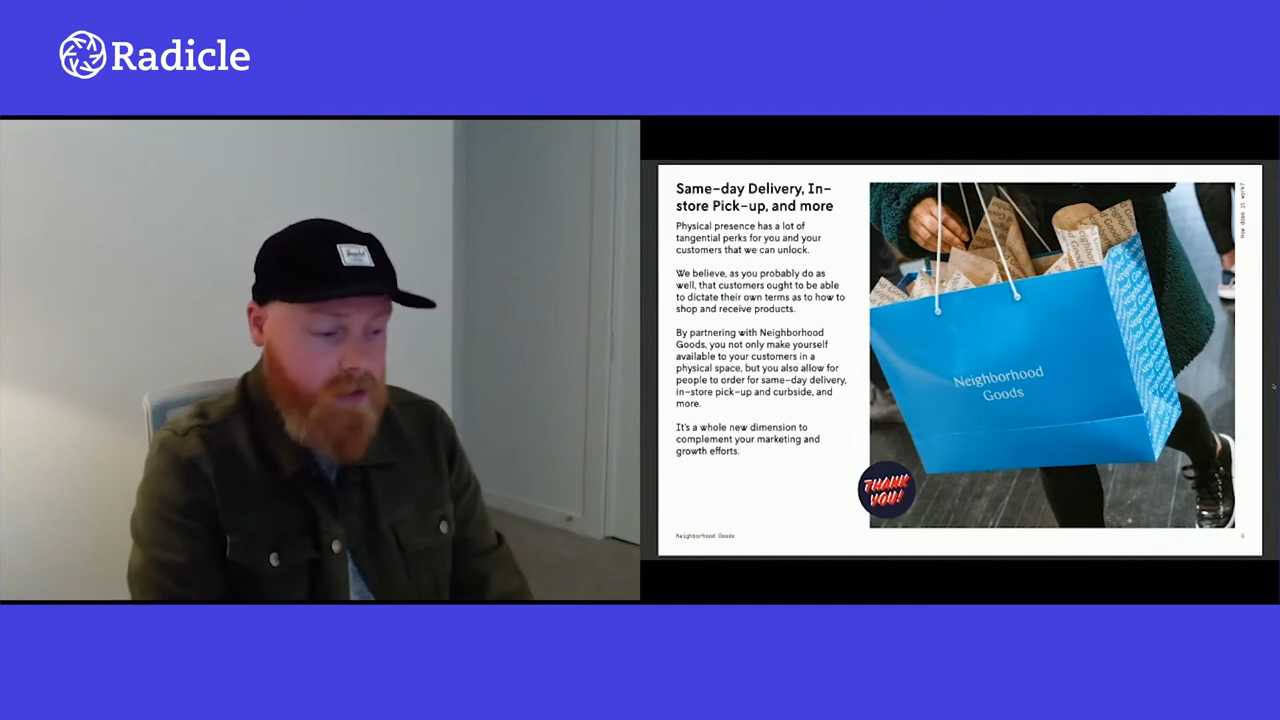 Radicle
Same-day Delivery, In-
store Pick-up, and more
Physical presence has a lot of
tangential perks for you and your
customers that we can unlock.
We believe, as you probably do as
well, that customers ought to be able
to dictate their own terms as to how to
shop and receive products.
By partnering with Neighborhood
Goods, you not only make yourself
available to your customers in a
physical space, but you also allow for
people to order for same-day delivery,
in-store pick-up and curbside, and
more.
It's a whole new dimension to
complement your marketing and
growth efforts.
Neighborhood Goods
How does it work?
Neighborhood
Goods
THANK
YOU!
9